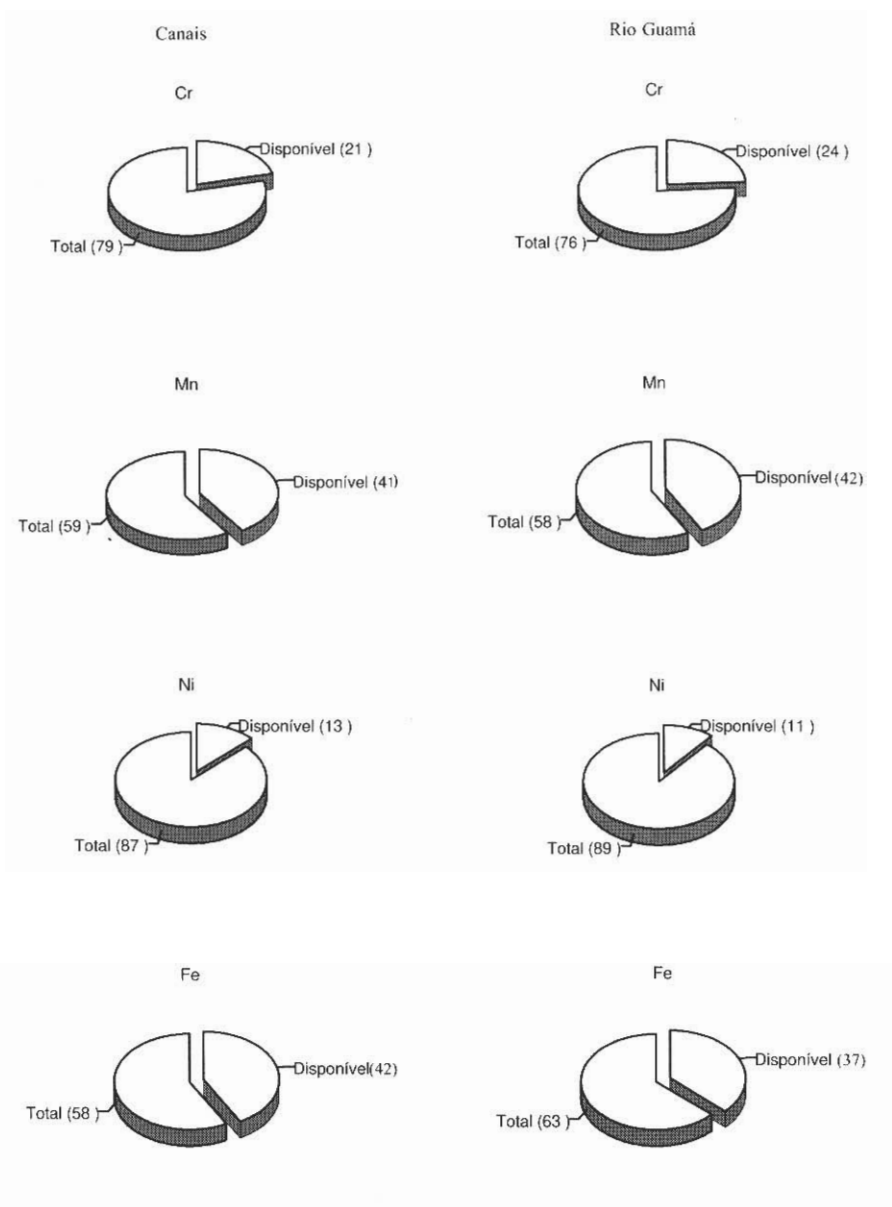 Canais
Rio Guamá
Cr
Cr
Disponível (21 )
Disponível (24 )
Total (79 )
Total (76 )
Mn
Mn
Disponível (41)
Disponível (42)
Total (59 )
Total (58 )
Ni
Ni
Disponível (13 )
Disponível (11 )
Total (87 )
Total (89 )
Fe
Fe
Disponível(42)
Disponível (37)
Total (58 )
Total (63 )